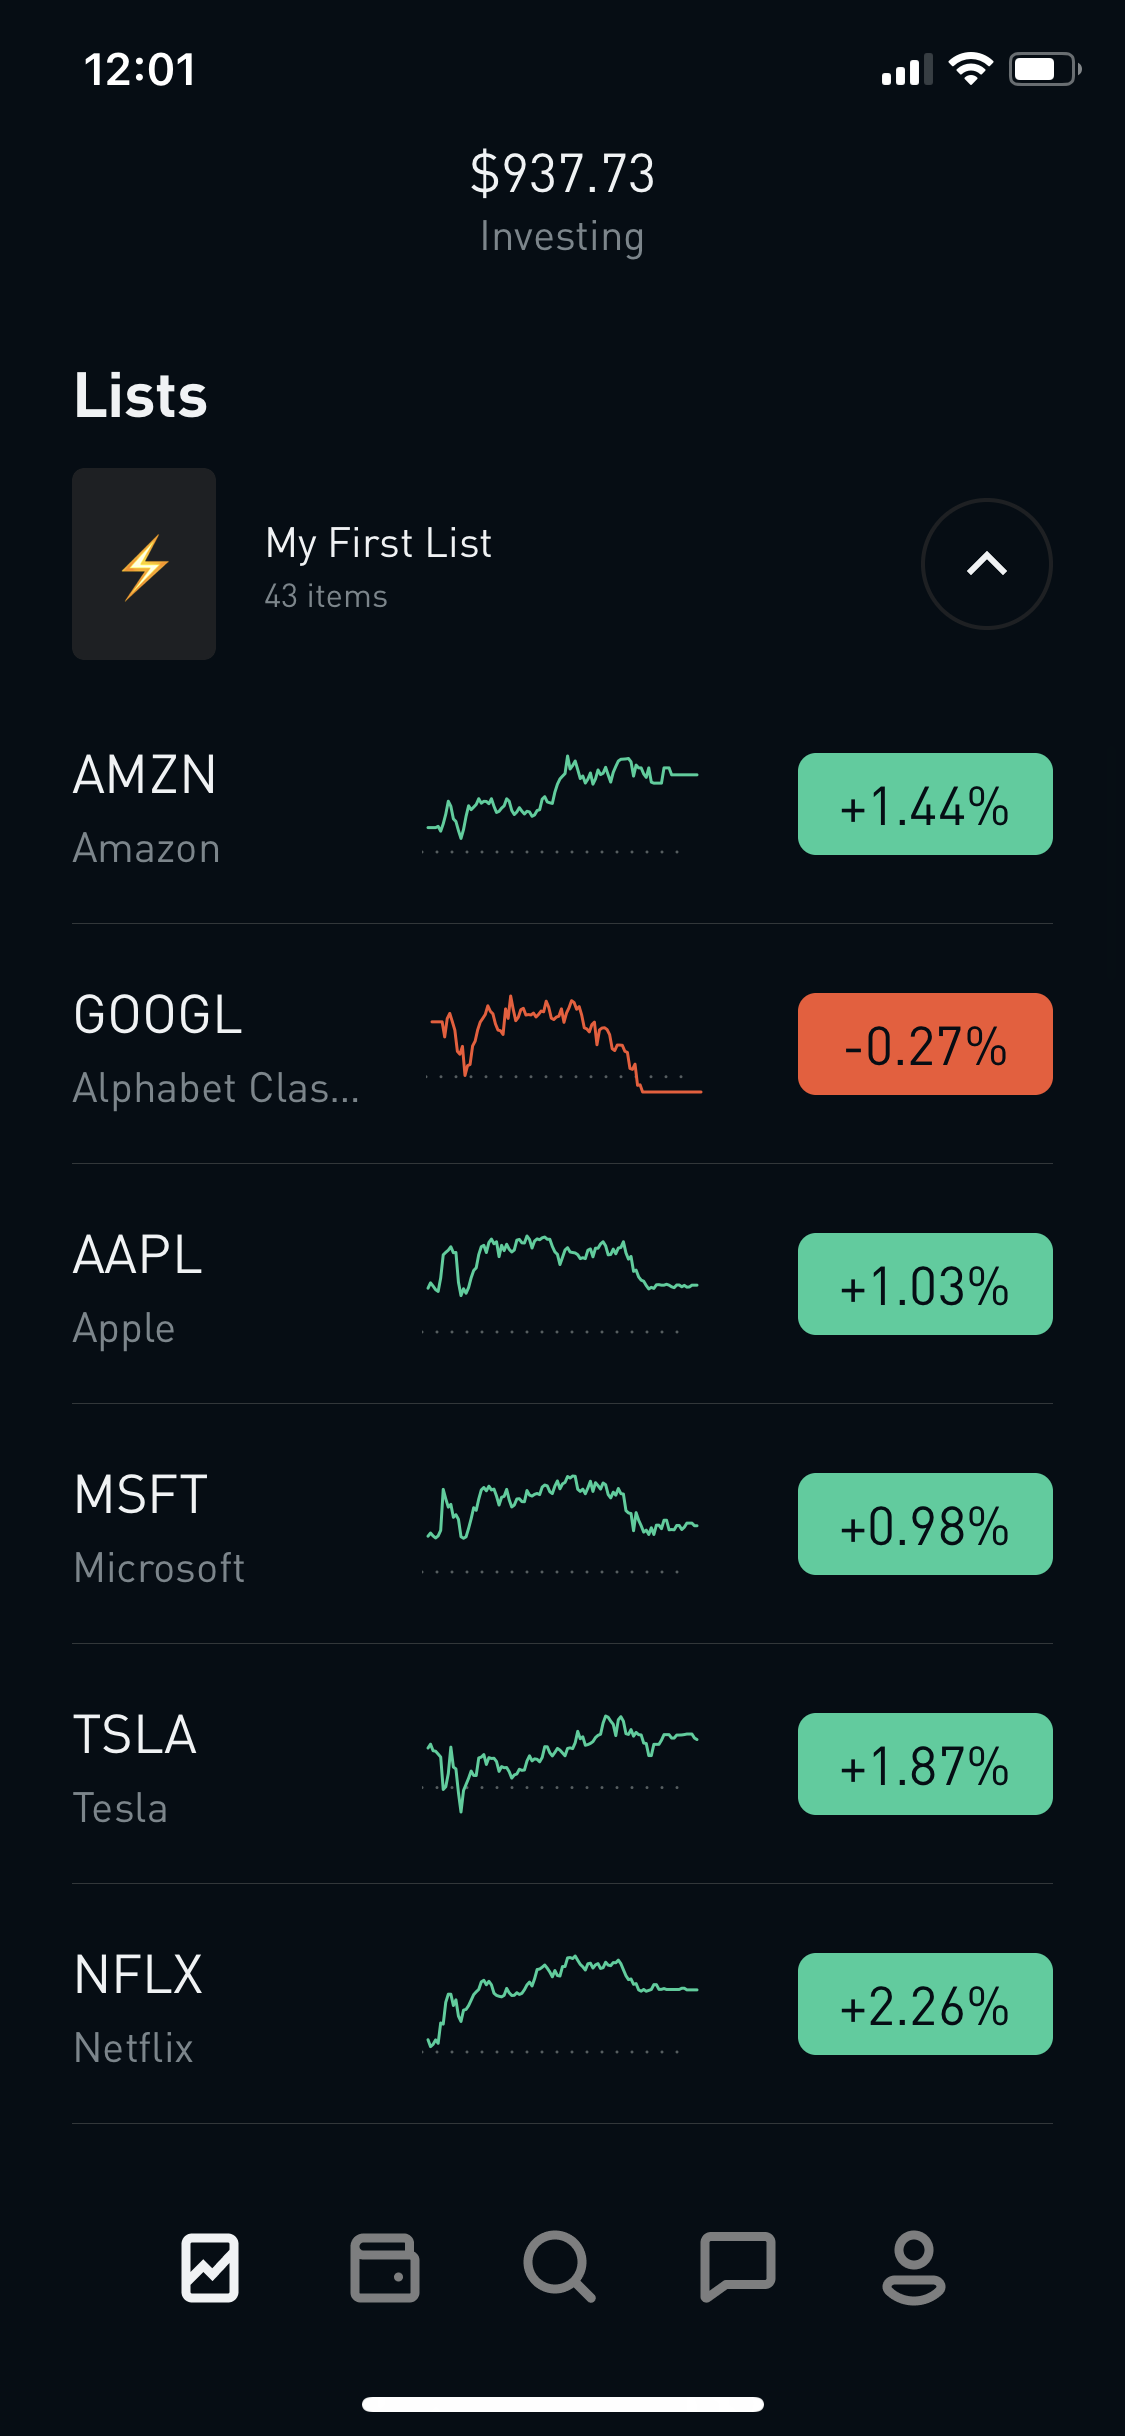 12:01
$937.73
Investing
Lists
My First List
43 items
AMZN
+1.44%
Amazon
GOOGL
-0.27%
Alphabet Clas...
AAPL
+1.03%
Apple
MSFT
+0.98%
Microsoft
TSLA
+1.87%
Tesla
NFLX
+2.26%
Netflix